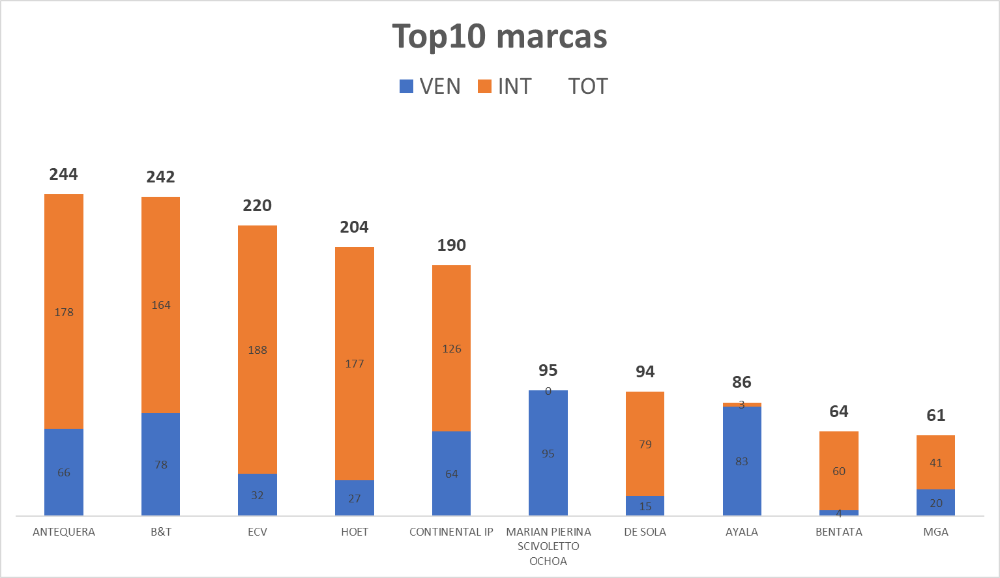 Top10 marcas
VEN INT TOT
244
242
220
204
190
95
94
86
64
61
178
164
188
177
126
0
79
3
60
41
66
78
32
27
64
95
15
83
4
20
ANTEQUERA
B&T
ECV
HOET
CONTINENTAL IP
MARIAN PIERINA
SCIVOLETTO
OCHOA
DE SOLA
AYALA
BENTATA
MGA